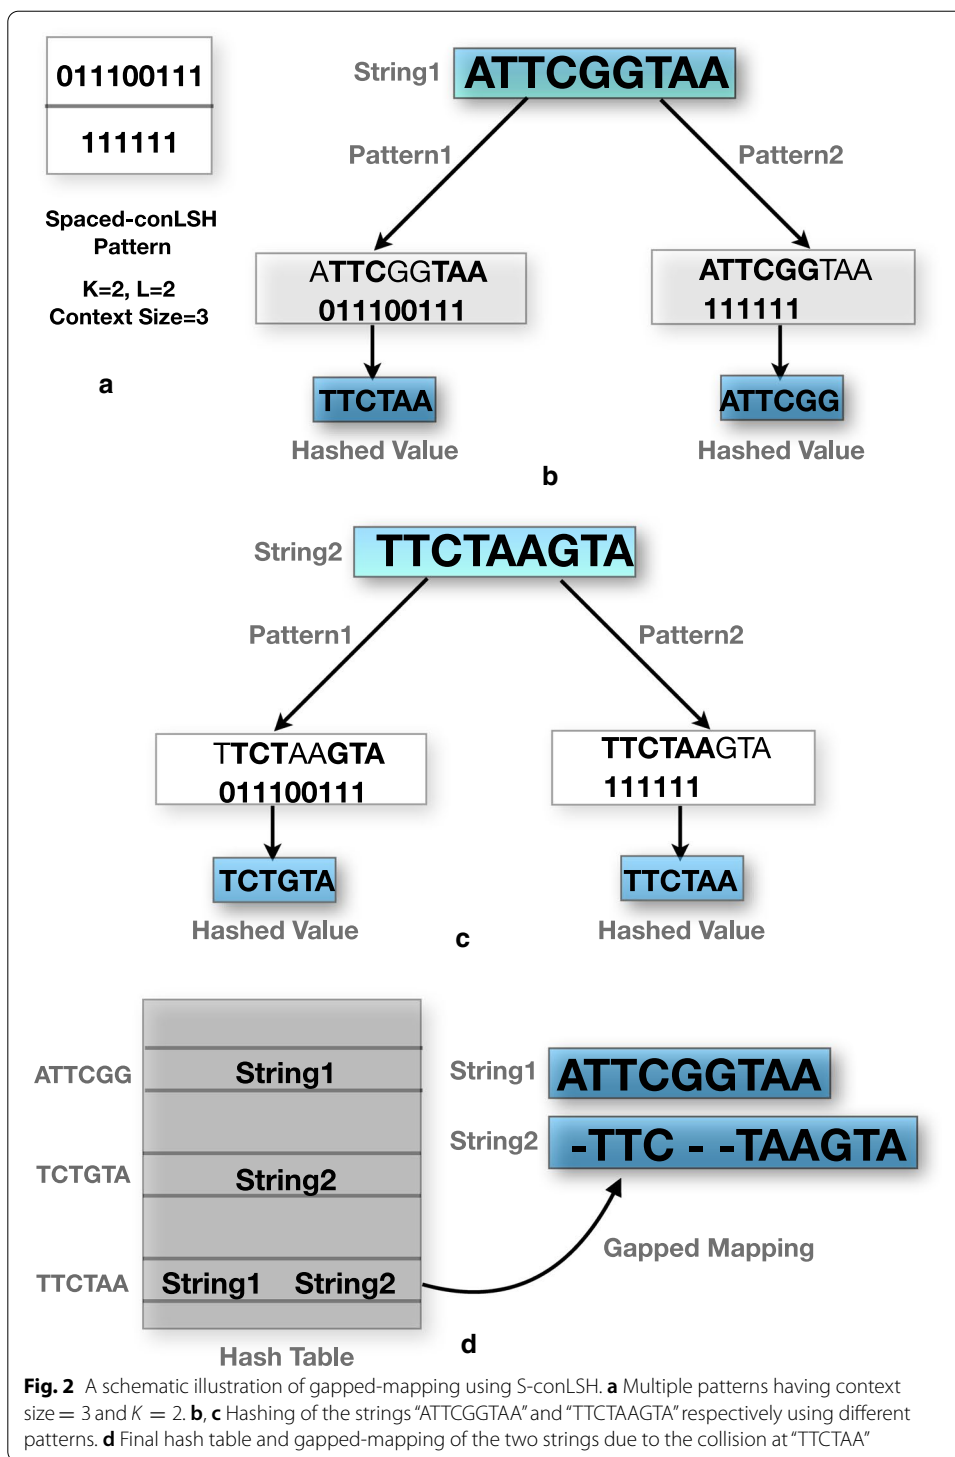 011100111
111111
Spaced-conLSH
Pattern
K=2, L=2
Context Size=3
a
String1 ATTCGGTAA
Pattern1 Pattern2
ATTCGGTAA
011100111
ATTCGGTAA
111111
TTCTAA
Hashed Value
ATTCGG
Hashed Value
b
String2 TTCTAAGTA
Pattern1 Pattern2
TTCTAAGTA
011100111
TTCTAAGTA
111111
TCTGTA
Hashed Value
TTCTAA
Hashed Value
c
ATTCGG String1
TCTGTA String2
TTCTAA String1 String2
Hash Table
String1 ATTCGGTAA
String2 -TTC - -TAAGTA
Gapped Mapping
d
Fig. 2 A schematic illustration of gapped-mapping using S-conLSH. a Multiple patterns having context
size = 3 and K = 2. b, c Hashing of the strings “ATTCGGTAA” and “TTCTAAGTA” respectively using different
patterns. d Final hash table and gapped-mapping of the two strings due to the collision at “TTCTAA”